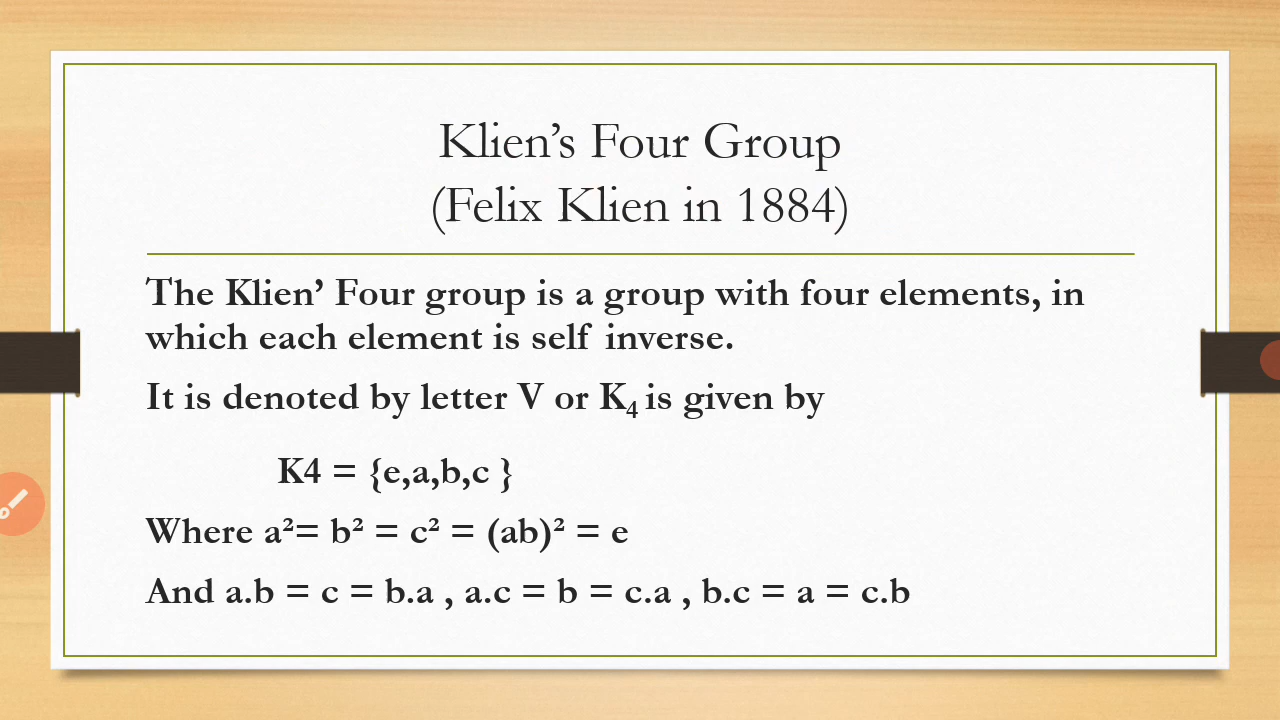 Klien’s Four Group
(Felix Klien in 1884)
The Klien’ Four group is a group with four elements, in
which each element is self inverse.
It is denoted by letter V or K₄ is given by
K4 = {e,a,b,c }
Where a²= b² = c² = (ab)² = e
And a.b = c = b.a , a.c = b = c.a , b.c = a = c.b